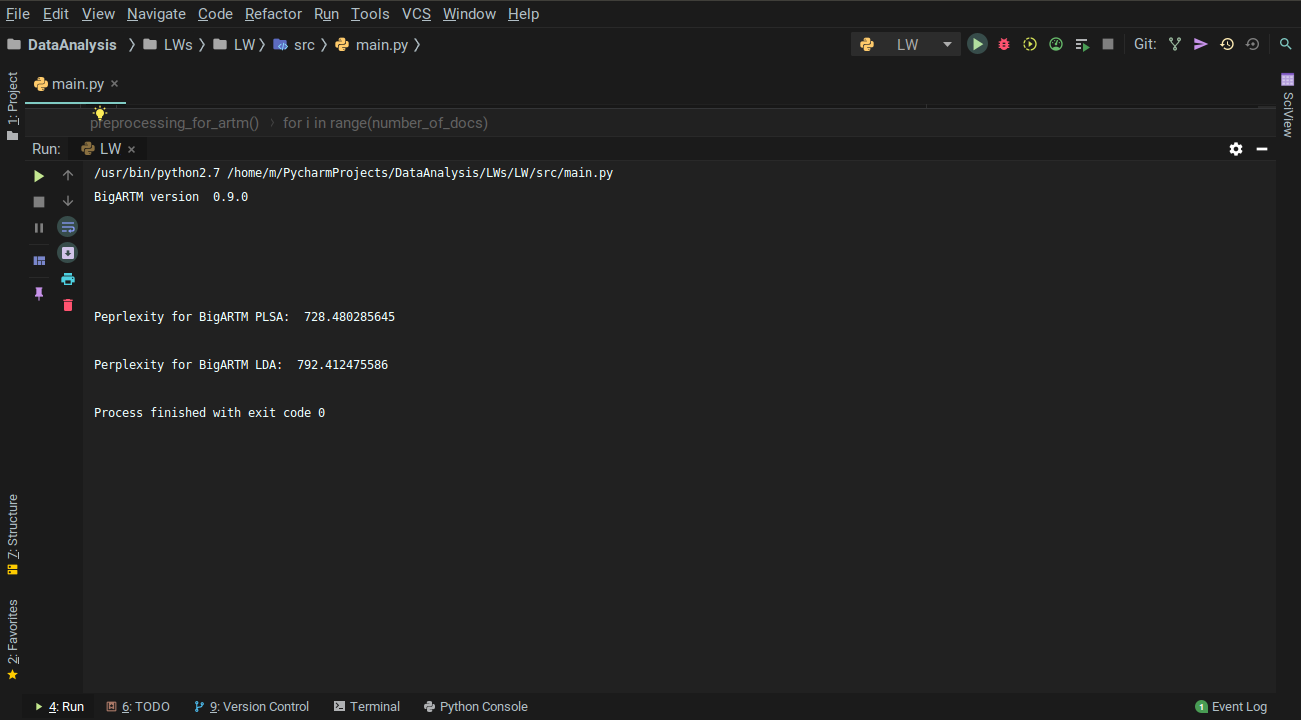 File Edit View Navigate Code Refactor Run Tools VCS Window Help
DataAnalysis LWs LW src main.py LW Git:
1: Project
main.py
SciView
preprocessing_for_artm() for i in range(number_of_docs)
Run: LW
/usr/bin/python2.7 /home/m/PycharmProjects/DataAnalysis/LWs/LW/src/main.py
BigARTM version  0.9.0
Peprlexity for BigARTM PLSA:  728.480285645
Perplexity for BigARTM LDA:  792.412475586
Process finished with exit code 0
7: Structure
2: Favorites
4: Run 6: TODO 9: Version Control Terminal Python Console 1 Event Log